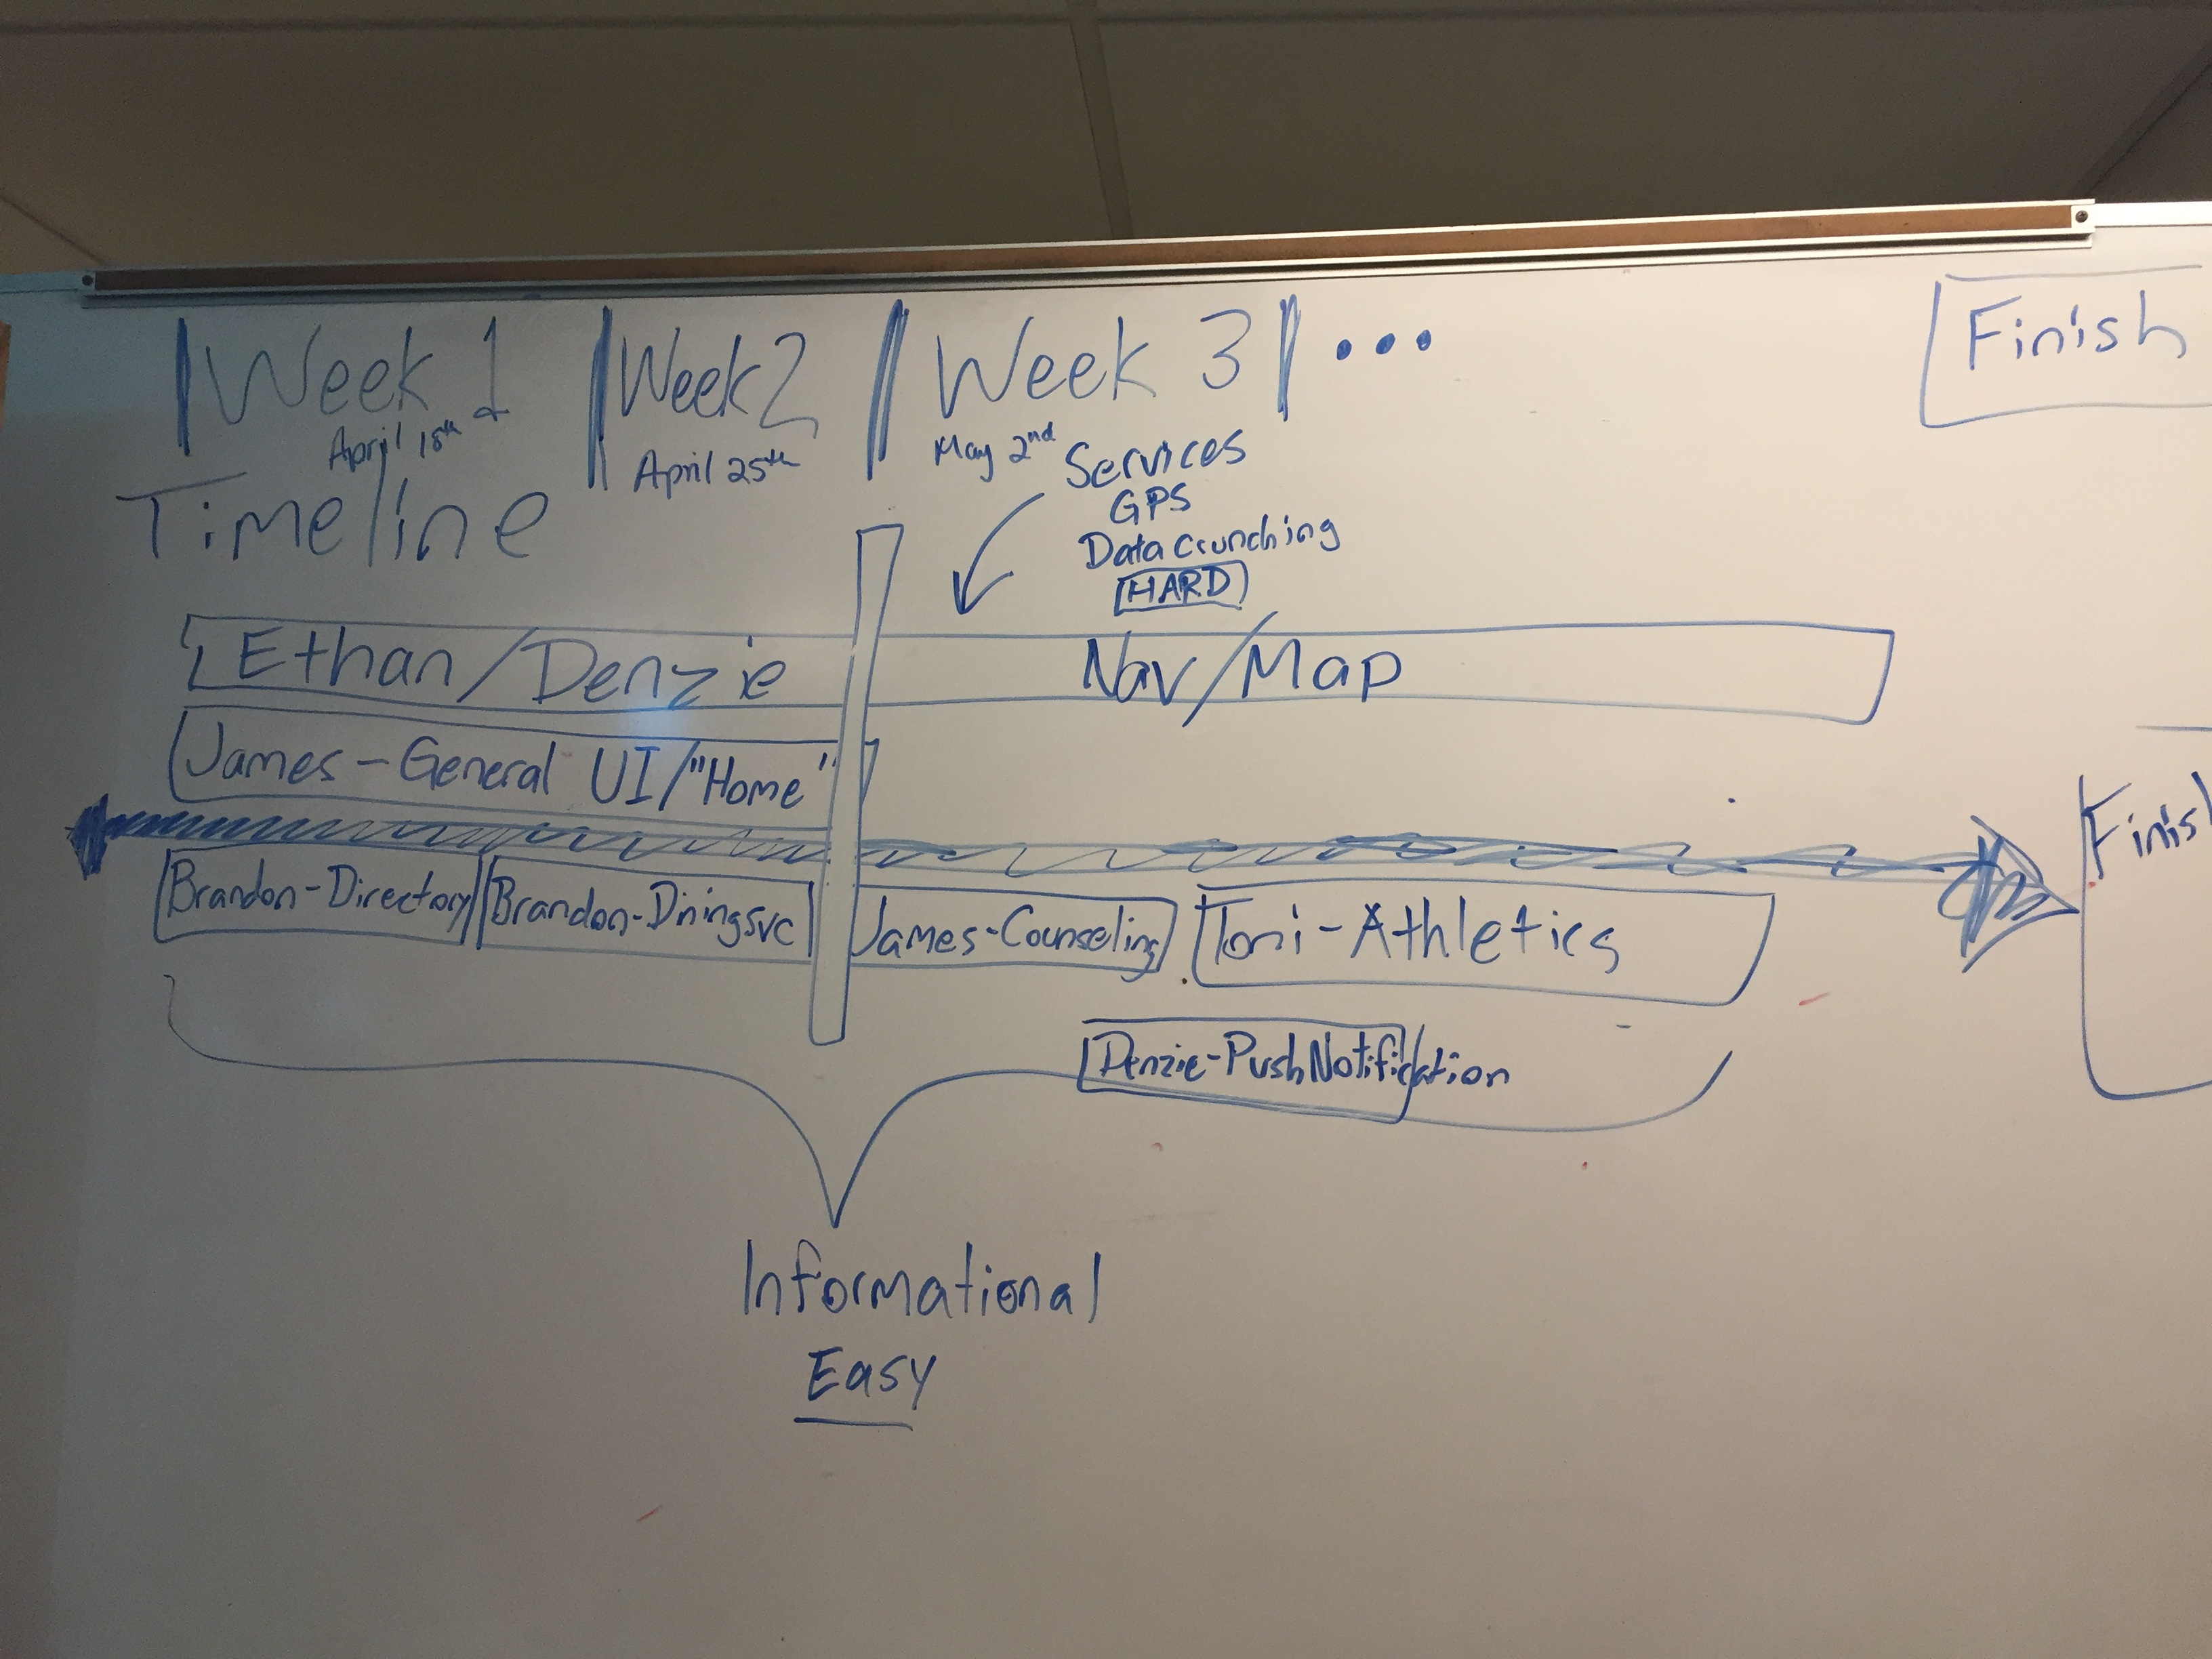 Week 1
Week 2
Week 3
...
Finish
April 18th
April 25th
May 2nd
Timeline
Services
GPS
Data crunching
HARD
Ethan/Denzie
Nav/Map
James-General UI/"Home"
Finish
Brandon-Directory
Brandon-Diningsvc
James-Counseling
Toni-Athletics
Denzie-PushNotification
Informational
Easy